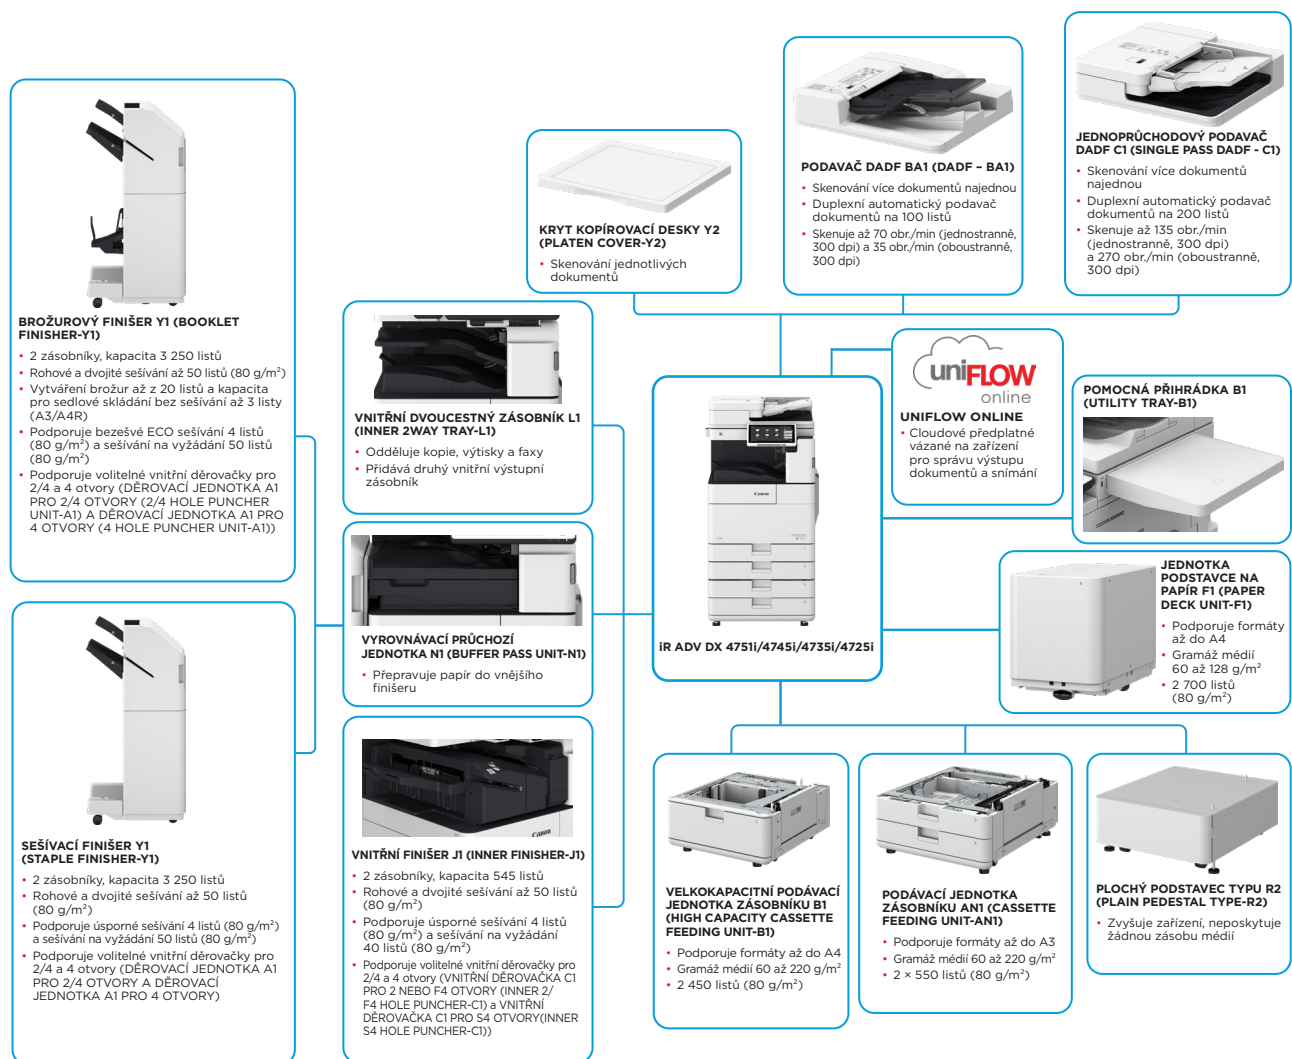 BROŽUROVÝ FINIŠER Y1 (BOOKLET
FINISHER-Y1)
• 2 zásobníky, kapacita 3 250 listů
• Rohové a dvojité sešívání až 50 listů (80 g/m²)
• Vytváření brožur až z 20 listů a kapacita
pro sedlové skládání bez sešívání až 3 listy
(A3/A4R)
• Podporuje bezešvé ECO sešívání 4 listů
(80 g/m²) a sešívání na vyžádání 50 listů
(80 g/m²)
• Podporuje volitelné vnitřní děrovačky pro
2/4 a 4 otvory (DĚROVACÍ JEDNOTKA A1
PRO 2/4 OTVORY (2/4 HOLE PUNCHER
UNIT-A1) A DĚROVACÍ JEDNOTKA A1 PRO
4 OTVORY (4 HOLE PUNCHER UNIT-A1))
SEŠÍVACÍ FINIŠER Y1
(STAPLE FINISHER-Y1)
• 2 zásobníky, kapacita 3 250 listů
• Rohové a dvojité sešívání až 50 listů
(80 g/m²)
• Podporuje úsporné sešívání 4 listů (80 g/m²)
a sešívání na vyžádání 50 listů (80 g/m²)
• Podporuje volitelné vnitřní děrovačky pro
2/4 a 4 otvory (DĚROVACÍ JEDNOTKA A1
PRO 2/4 OTVORY A DĚROVACÍ
JEDNOTKA A1 PRO 4 OTVORY)
VNITŘNÍ DVOUCESTNÝ ZÁSOBNÍK L1
(INNER 2WAY TRAY-L1)
• Odděluje kopie, výtisky a faxy
• Přidává druhý vnitřní výstupní
zásobník
VYROVNÁVACÍ PRŮCHOZÍ
JEDNOTKA N1 (BUFFER PASS UNIT-N1)
• Přepravuje papír do vnějšího
finišeru
Canon
VNITŘNÍ FINIŠER J1 (INNER FINISHER-J1)
• 2 zásobníky, kapacita 545 listů
• Rohové a dvojité sešívání až 50 listů
(80 g/m²)
• Podporuje úsporné sešívání 4 listů
(80 g/m²) a sešívání na vyžádání
40 listů (80 g/m²)
• Podporuje volitelné vnitřní děrovačky pro
2/4 a 4 otvory (VNITŘNÍ DĚROVAČKA C1
PRO 2 NEBO F4 OTVORY (INNER 2/
F4 HOLE PUNCHER-C1) a VNITŘNÍ
DĚROVAČKA C1 PRO S4 OTVORY(INNER
S4 HOLE PUNCHER-C1))
KRYT KOPÍROVACÍ DESKY Y2
(PLATEN COVER-Y2)
• Skenování jednotlivých
dokumentů
PODAVAČ DADF BA1 (DADF – BA1)
• Skenování více dokumentů najednou
• Duplexní automatický podavač
dokumentů na 100 listů
• Skenuje až 70 obr./min (jednostranně,
300 dpi) a 35 obr./min (oboustranně,
300 dpi)
JEDNOPRŮCHODOVÝ PODAVAČ
DADF C1 (SINGLE PASS DADF - C1)
• Skenování více dokumentů
najednou
• Duplexní automatický podavač
dokumentů na 200 listů
• Skenuje až 135 obr./min
(jednostranně, 300 dpi)
a 270 obr./min (oboustranně,
300 dpi)
Canon
iR ADV DX 4751i/4745i/4735i/4725i
uniFLOW
online
UNIFLOW ONLINE
• Cloudové předplatné
vázané na zařízení
pro správu výstupu
dokumentů a snímání
POMOCNÁ PŘIHRÁDKA B1
(UTILITY TRAY-B1)
JEDNOTKA
PODSTAVCE NA
PAPÍR F1 (PAPER
DECK UNIT-F1)
• Podporuje formáty
až do A4
• Gramáž médií
60 až 128 g/m²
• 2 700 listů
(80 g/m²)
VELKOKAPACITNÍ PODÁVACÍ
JEDNOTKA ZÁSOBNÍKU B1
(HIGH CAPACITY CASSETTE
FEEDING UNIT-B1)
• Podporuje formáty až do A4
• Gramáž médií 60 až 220 g/m²
• 2 450 listů (80 g/m²)
PODÁVACÍ JEDNOTKA
ZÁSOBNÍKU AN1 (CASSETTE
FEEDING UNIT-AN1)
• Podporuje formáty až do A3
• Gramáž médií 60 až 220 g/m²
• 2 × 550 listů (80 g/m²)
PLOCHÝ PODSTAVEC TYPU R2
(PLAIN PEDESTAL TYPE-R2)
• Zvyšuje zařízení, neposkytuje
žádnou zásobu médií